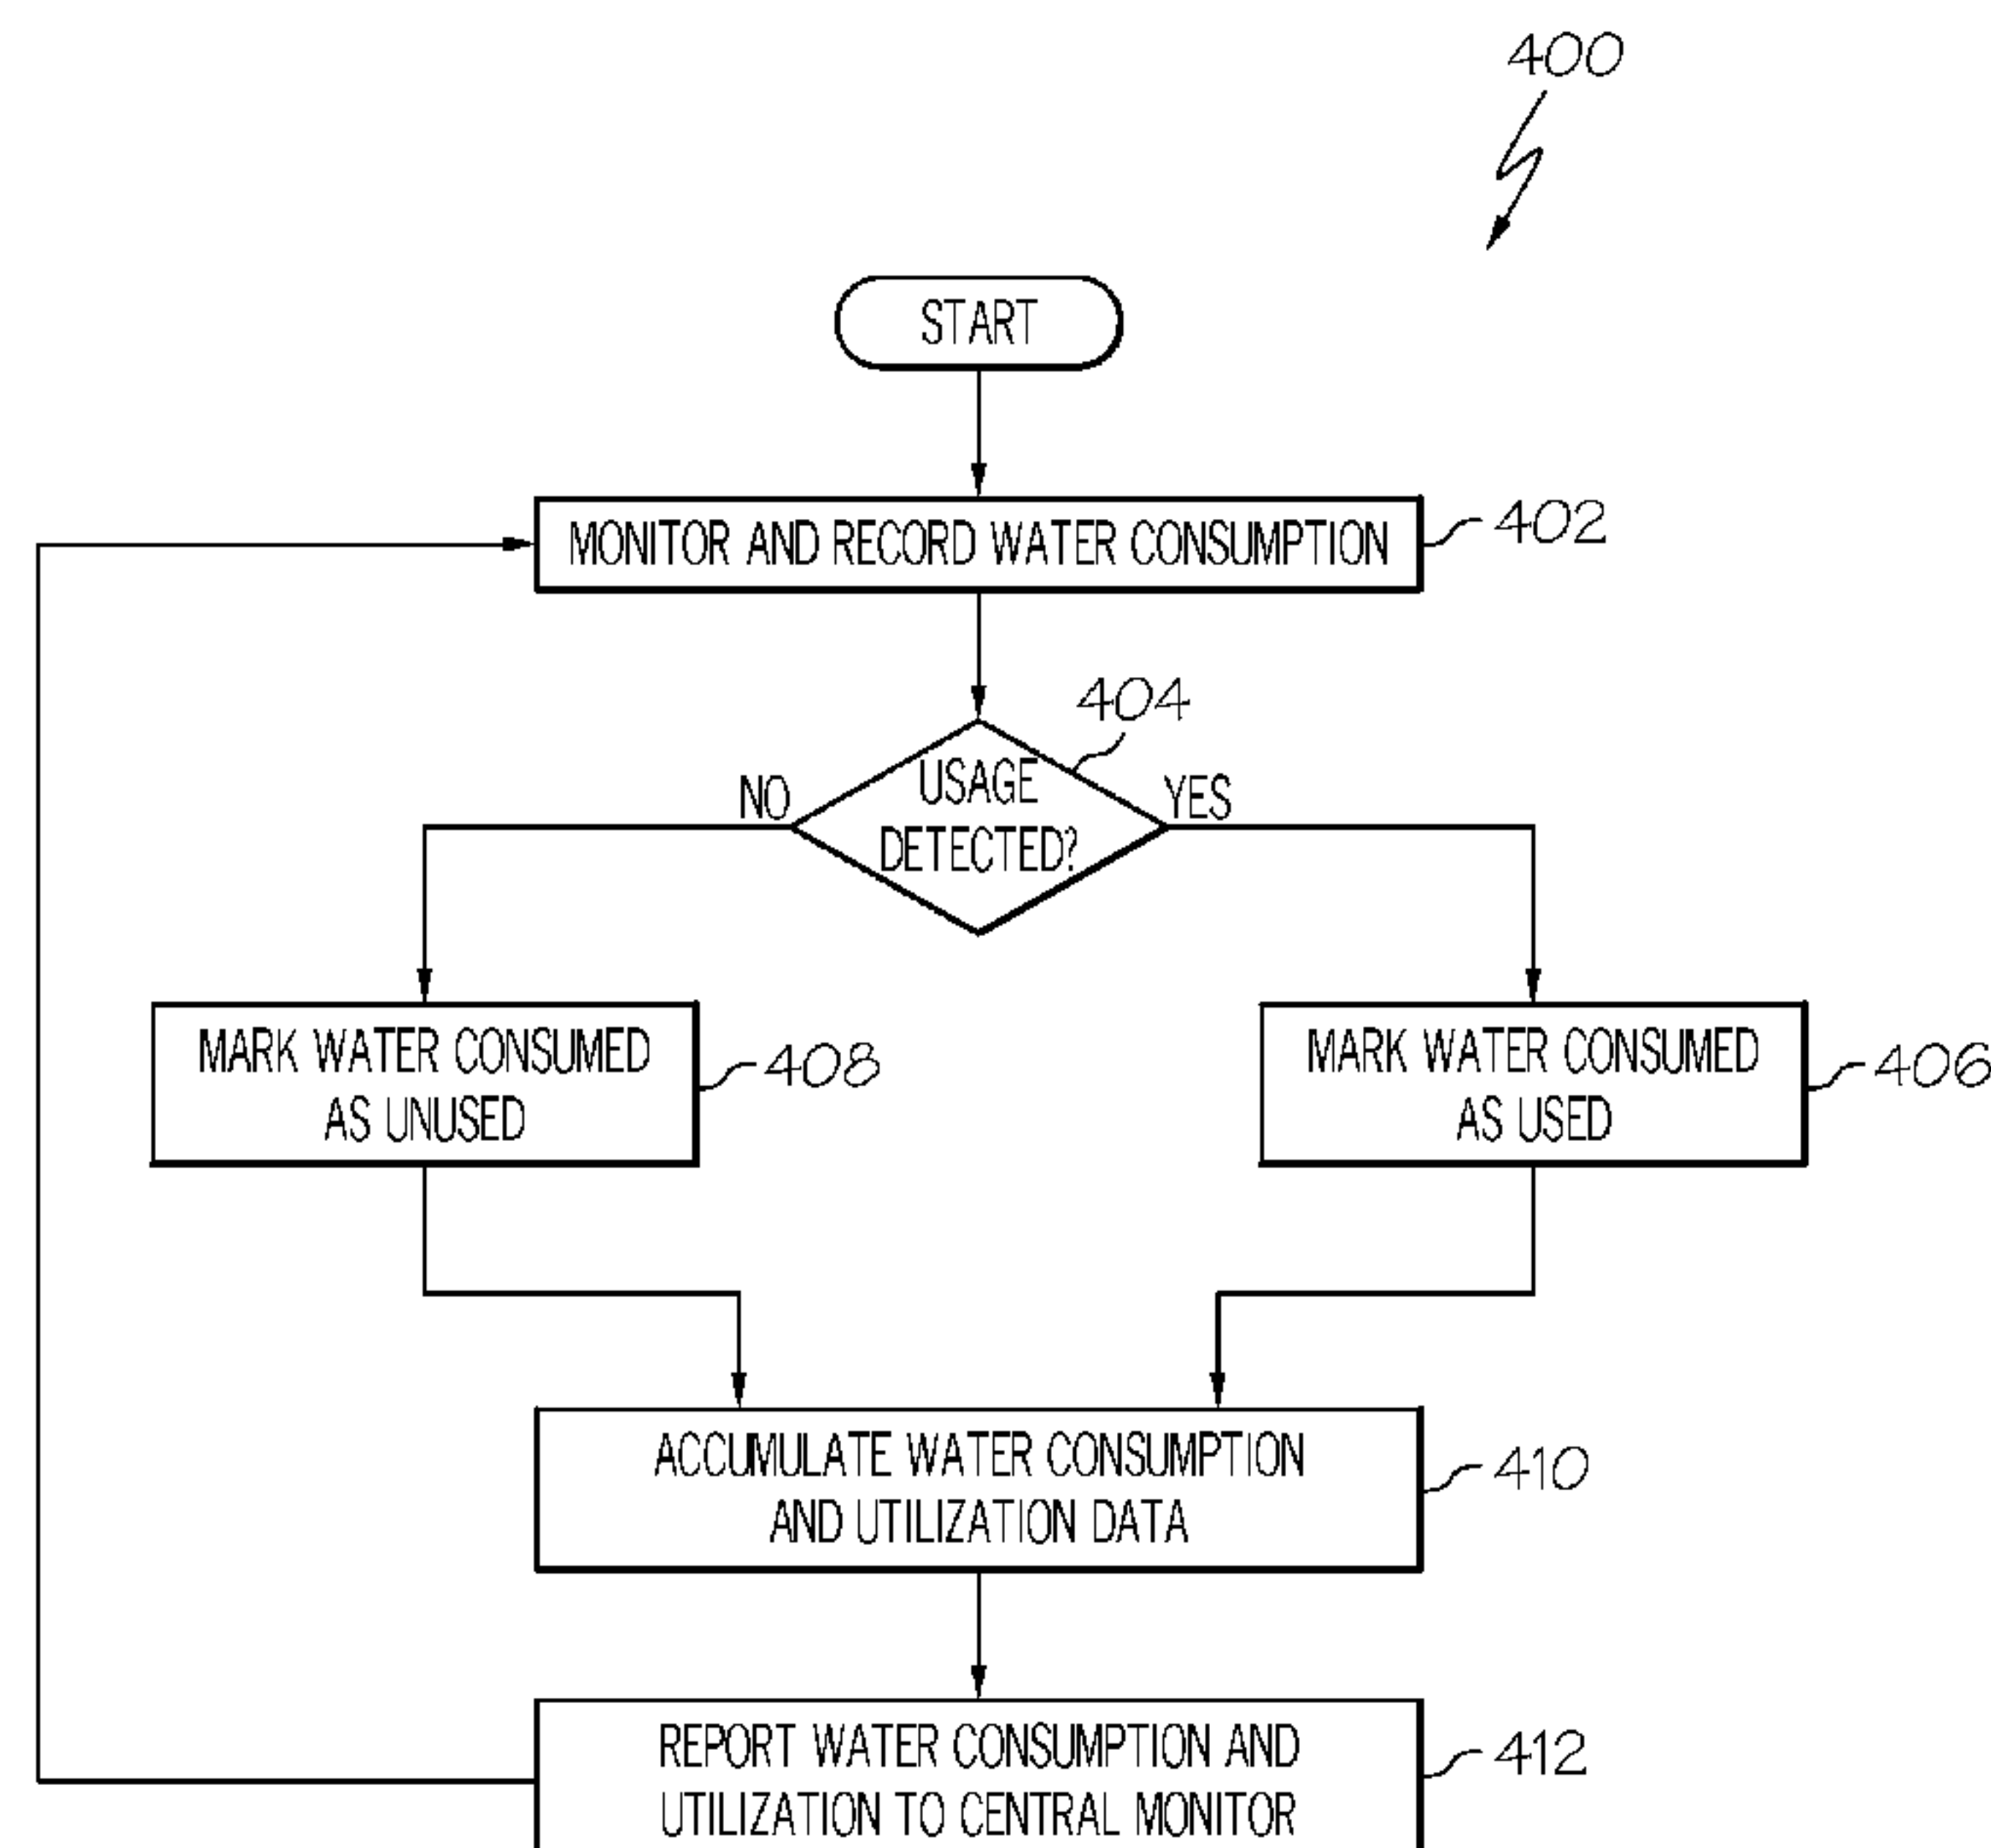 400
START
MONITOR AND RECORD WATER CONSUMPTION
402
404
USAGE
DETECTED?
NO
YES
MARK WATER CONSUMED
AS UNUSED
408
MARK WATER CONSUMED
AS USED
406
ACCUMULATE WATER CONSUMPTION
AND UTILIZATION DATA
410
REPORT WATER CONSUMPTION AND
UTILIZATION TO CENTRAL MONITOR
412